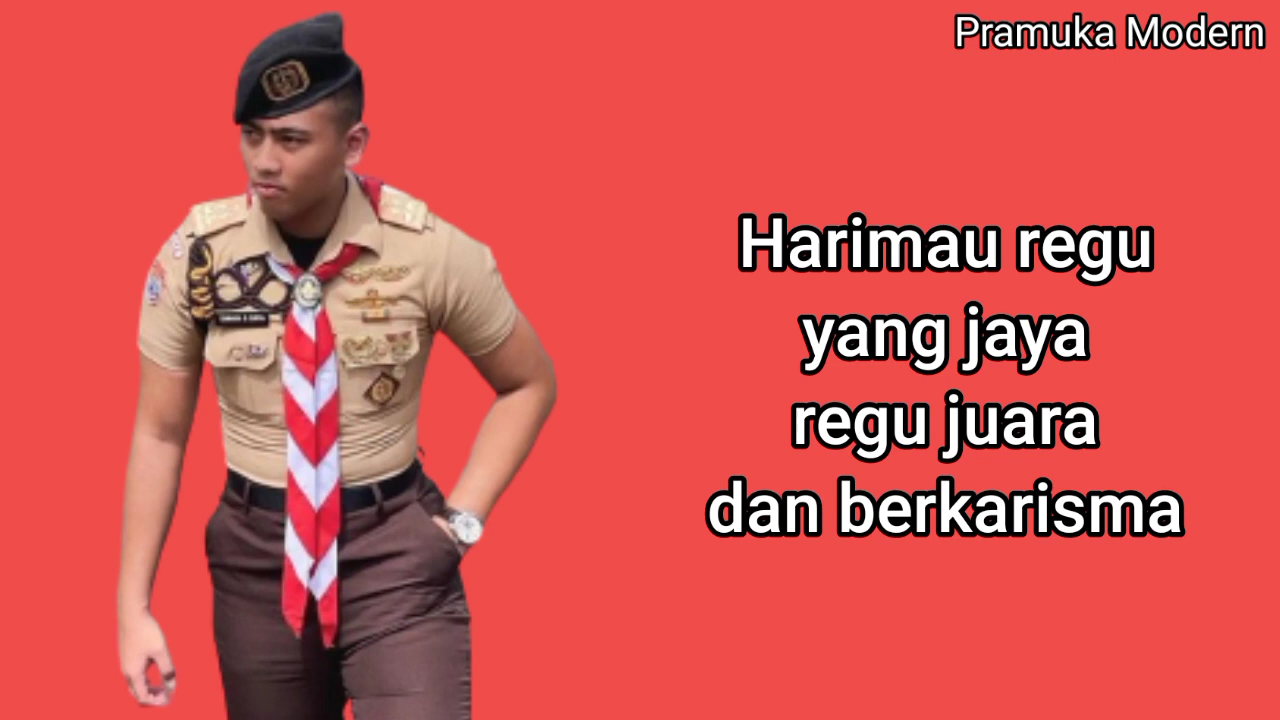 Pramuka Modern
Harimau regu
yang jaya
regu juara
dan berkarisma